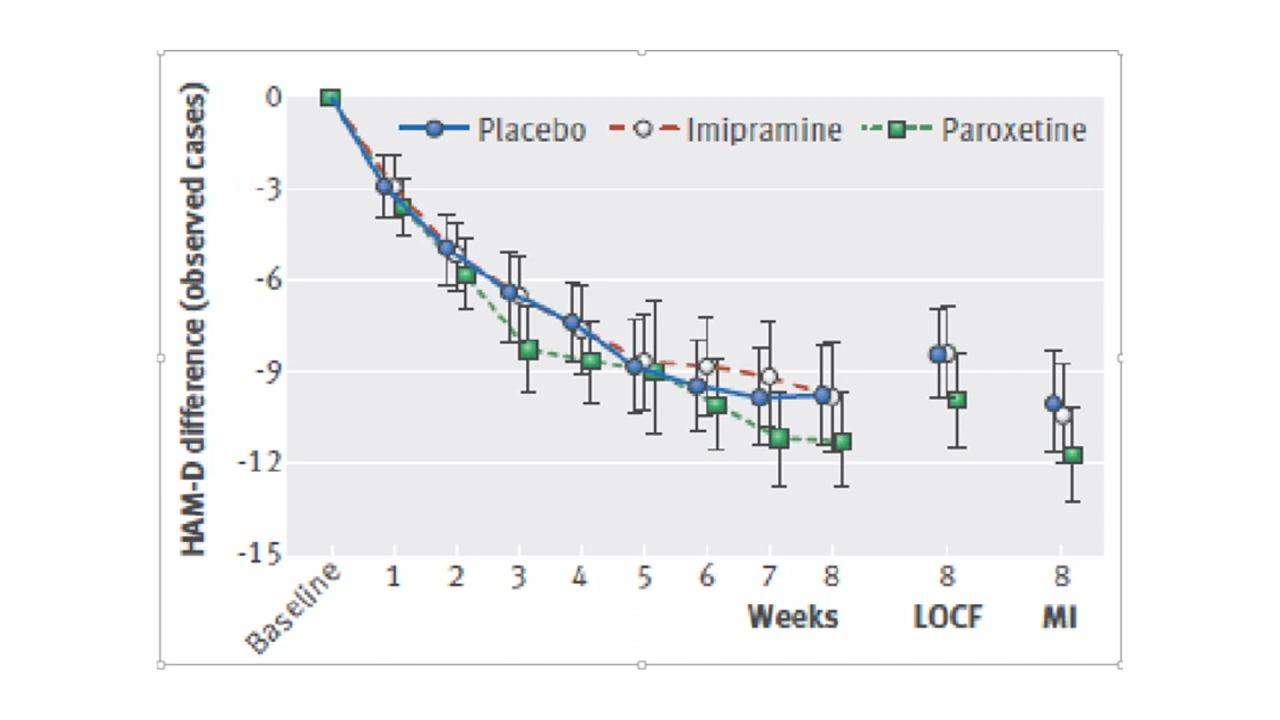 HAM-D difference (observed cases)
0
-3
-6
-9
-12
-15
Placebo Imipramine Paroxetine
Baseline 1 2 3 4 5 6 7 8 8 8
Weeks LOCF MI